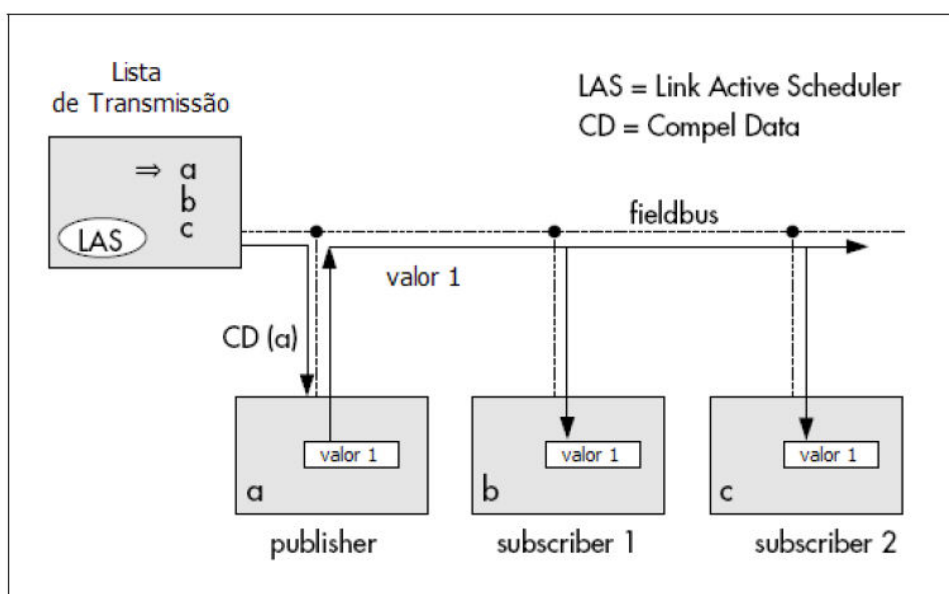 Lista
de Transmissão
LAS = Link Active Scheduler
CD = Compel Data
⇒ a
b
c
LAS
fieldbus
valor 1
CD (a)
valor 1
valor 1
valor 1
a
b
c
publisher
subscriber 1
subscriber 2